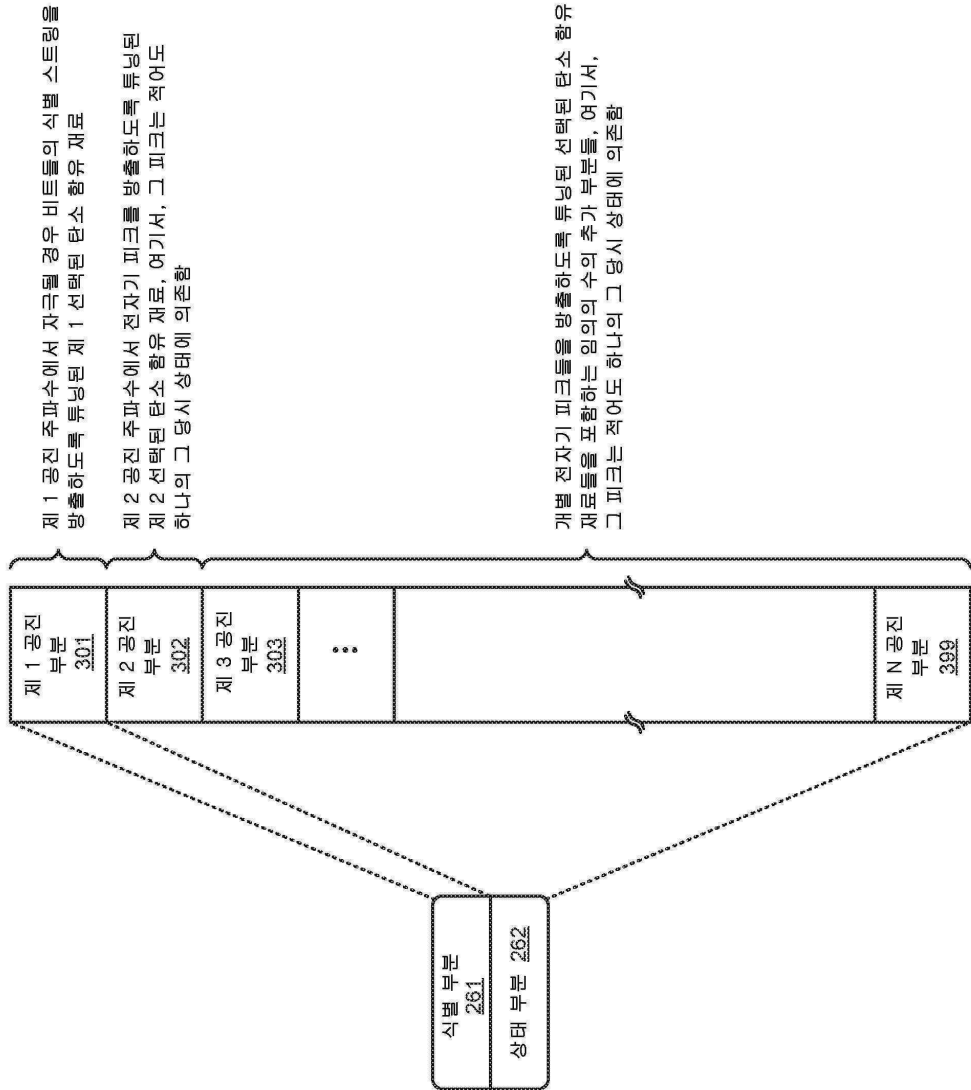 식별 부분
261
상태 부분 262
제 1 공진
부분
301
제 2 공진
부분
302
제 3 공진
부분
303
제 N 공진
부분
399
제 1 공진 주파수에서 자극될 경우 비트들의 식별 스트링을
방출하도록 튜닝된 제 1 선택된 탄소 함유 재료
제 2 공진 주파수에서 전자기 피크를 방출하도록 튜닝된
제 2 선택된 탄소 함유 재료, 여기서, 그 피크는 적어도
하나의 그 당시 상태에 의존함
개별 전자기 피크들을 방출하도록 튜닝된 선택된 탄소 함유
재료들을 포함하는 임의의 수의 추가 부분들, 여기서,
그 피크는 적어도 하나의 그 당시 상태에 의존함